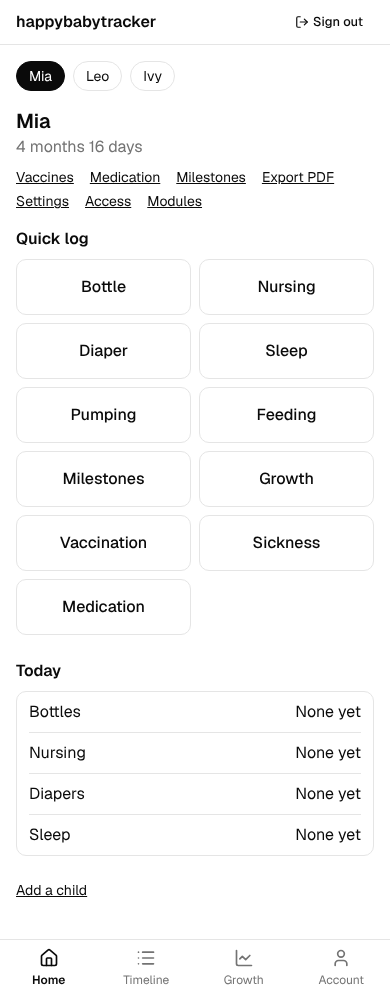 happybabytracker
Sign out
Mia Leo Ivy
Mia
4 months 16 days
Vaccines Medication Milestones Export PDF
Settings Access Modules
Quick log
Bottle Nursing
Diaper Sleep
Pumping Feeding
Milestones Growth
Vaccination Sickness
Medication
Today
Bottles None yet
Nursing None yet
Diapers None yet
Sleep None yet
Add a child
Home Timeline Growth Account